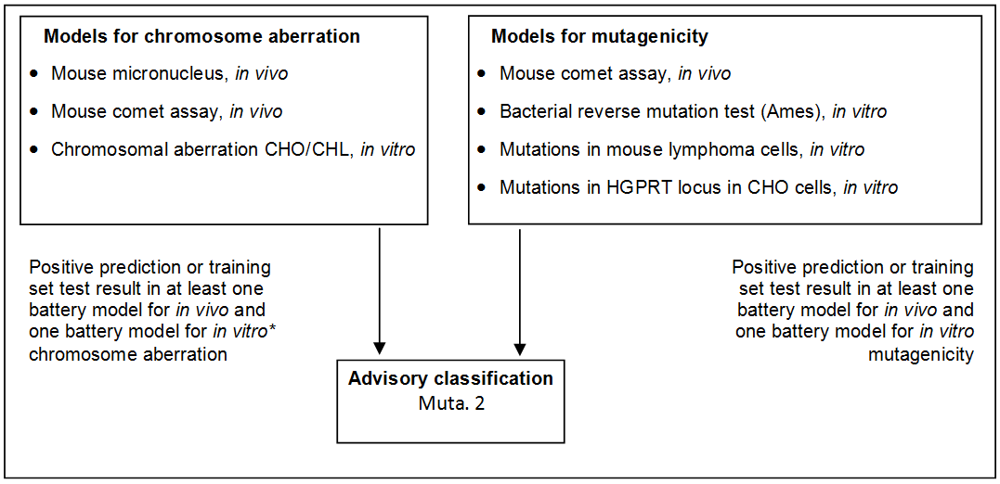 Models for chromosome aberration
• Mouse micronucleus, in vivo
• Mouse comet assay, in vivo
• Chromosomal aberration CHO/CHL, in vitro
Models for mutagenicity
• Mouse comet assay, in vivo
• Bacterial reverse mutation test (Ames), in vitro
• Mutations in mouse lymphoma cells, in vitro
• Mutations in HGPRT locus in CHO cells, in vitro
Positive prediction or training
set test result in at least one
battery model for in vivo and
one battery model for in vitro*
chromosome aberration
Positive prediction or training
set test result in at least one
battery model for in vivo and
one battery model for in vitro
mutagenicity
Advisory classification
Muta. 2